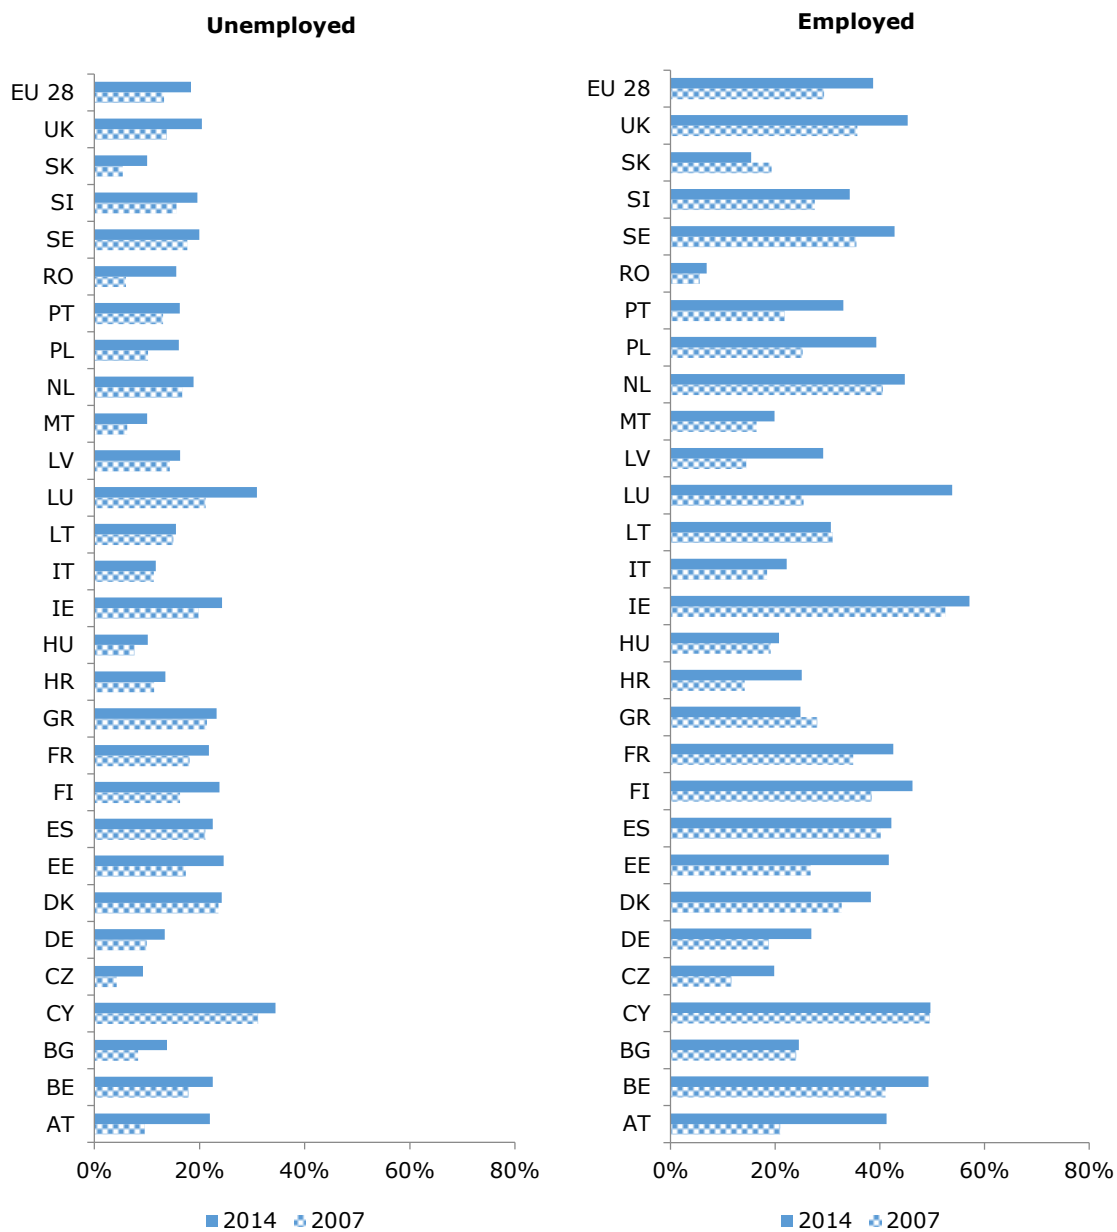 Unemployed
EU 28
UK
SK
SI
SE
RO
PT
PL
NL
MT
LV
LU
LT
IT
IE
HU
HR
GR
FR
FI
ES
EE
DK
DE
CZ
CY
BG
BE
AT
0% 20% 40% 60% 80%
2014 2007
Employed
EU 28
UK
SK
SI
SE
RO
PT
PL
NL
MT
LV
LU
LT
IT
IE
HU
HR
GR
FR
FI
ES
EE
DK
DE
CZ
CY
BG
BE
AT
0% 20% 40% 60% 80%
2014 2007